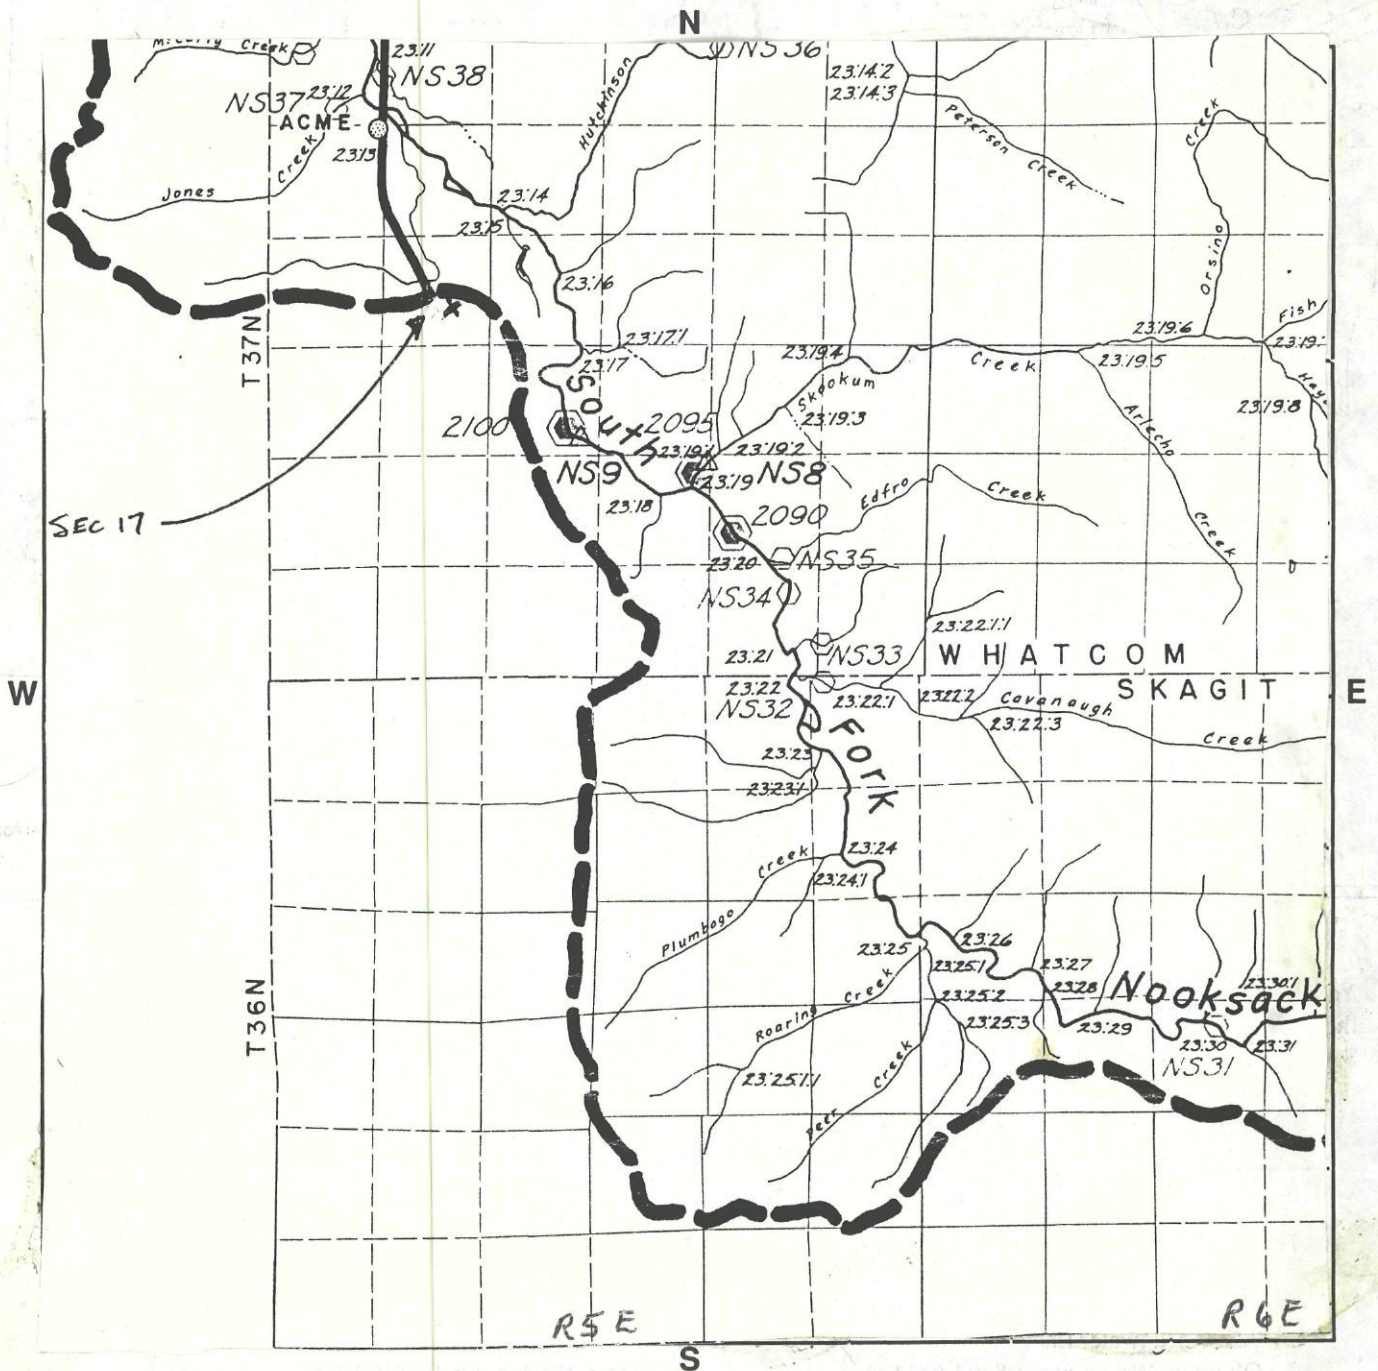 N
McCarty Creek
23.11
NS38
NS36
Hutchinson
23.14.2
23.14.3
NS37
23.12
ACME
23.13
Peterson Creek
Creek
Jones Creek
23.14
23.15
Orsino
23.16
T37N
23.17.1
23.17
23.19.4
Creek
23.19.6
Fish
23.19.
23.19.5
Skookum
23.19.3
Arlecho
23.19.8
2100
South
2095
23.19.1
23.19.2
NS9
23.19
NS8
23.18
Edfro
Creek
SEC 17
2090
Creek
23.20
NS35
NS34
23.22.1.1
23.21
NS33
WHATCOM
W
SKAGIT
E
23.22
23.22.1
23.22.2
Cavanaugh
NS32
23.22.3
Creek
Fork
23.23
23.23.1
Creek
23.24
23.24.1
Plumbago
23.25
23.26
23.25.1
23.27
T36N
Creek
23.25.2
23.28
Nooksack
23.30.1
Roaring
23.25.3
23.29
23.30
23.31
NS31
23.25.1.1
Creek
Deer
R5E
R6E
S